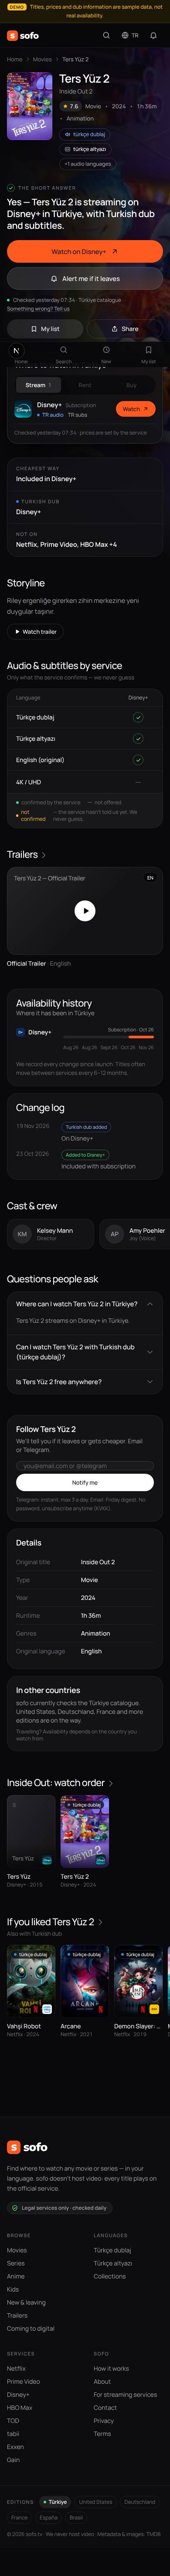 DEMO Titles, prices and dub information are sample data, not
real availability.
sofo
TR
Home > Movies > Ters Yüz 2
Ters Yüz 2
Inside Out 2
★ 7.6 Movie • 2024 • 1h 36m
• Animation
türkçe dublaj
türkçe altyazı
+1 audio languages
THE SHORT ANSWER
Yes — Ters Yüz 2 is streaming on
Disney+ in Türkiye, with Turkish dub
and subtitles.
Watch on Disney+
Alert me if it leaves
Checked yesterday 07:34 · Türkiye catalogue
Something wrong? Tell us
My list
Share
Home
Search
New
My list
Stream 1
Rent
Buy
Disney+ Subscription
TR audio TR subs
Watch
Checked yesterday 07:34 · prices are set by the service
CHEAPEST WAY
Included in Disney+
TURKISH DUB
Disney+
NOT ON
Netflix, Prime Video, HBO Max +4
Storyline
Riley ergenliğe girerken zihin merkezine yeni
duygular taşınır.
Watch trailer
Audio & subtitles by service
Only what the service confirms — we never guess.
Language
Disney+
Türkçe dublaj
Türkçe altyazı
English (original)
4K / UHD
—
confirmed by the service — not offered
not confirmed — the service hasn't told us yet. We never guess.
Trailers
Ters Yüz 2 — Official Trailer
EN
Official Trailer · English
Availability history
Where it has been in Türkiye
Disney+
Subscription · Oct 26
Aug 26 Aug 26 Sept 26 Oct 26 Nov 26
We record every change since launch. Titles often
move between services every 6–12 months.
Change log
19 Nov 2026
Turkish dub added
On Disney+
23 Oct 2026
Added to Disney+
Included with subscription
Cast & crew
KM
Kelsey Mann
Director
AP
Amy Poehler
Joy (Voice)
Questions people ask
Where can I watch Ters Yüz 2 in Türkiye?
Ters Yüz 2 streams on Disney+ in Türkiye.
Can I watch Ters Yüz 2 with Turkish dub
(türkçe dublaj)?
Is Ters Yüz 2 free anywhere?
Follow Ters Yüz 2
We'll tell you if it leaves or gets cheaper. Email
or Telegram.
you@email.com or @telegram
Notify me
Telegram: instant, max 3 a day. Email: Friday digest. No
password, unsubscribe anytime (KVKK).
Details
Original title
Inside Out 2
Type
Movie
Year
2024
Runtime
1h 36m
Genres
Animation
Original language
English
In other countries
sofo currently checks the Türkiye catalogue.
United States, Deutschland, France and more
editions are on the way.
Travelling? Availability depends on the country you
watch from.
Inside Out: watch order
Ters Yüz
türkçe dublaj
TERS YÜZ 2
Ters Yüz
Disney+ · 2015
Ters Yüz 2
Disney+ · 2024
If you liked Ters Yüz 2
Also with Turkish dub
türkçe dublaj
türkçe dublaj
türkçe dublaj
ARCANE
Vahşi Robot
Netflix · 2024
Arcane
Netflix · 2021
Demon Slayer: ...
Netflix · 2019
sofo
Find where to watch any movie or series — in your
language. sofo doesn't host video: every title plays on
the official service.
Legal services only · checked daily
BROWSE
Movies
Series
Anime
Kids
New & leaving
Trailers
Coming to digital
LANGUAGES
Türkçe dublaj
Türkçe altyazı
Collections
SERVICES
Netflix
Prime Video
Disney+
HBO Max
TOD
tabii
Exxen
Gain
SOFO
How it works
About
For streaming services
Contact
Privacy
Terms
EDITIONS Türkiye United States Deutschland
France España Brasil
© 2026 sofo.tv · We never host video · Metadata & images: TMDB